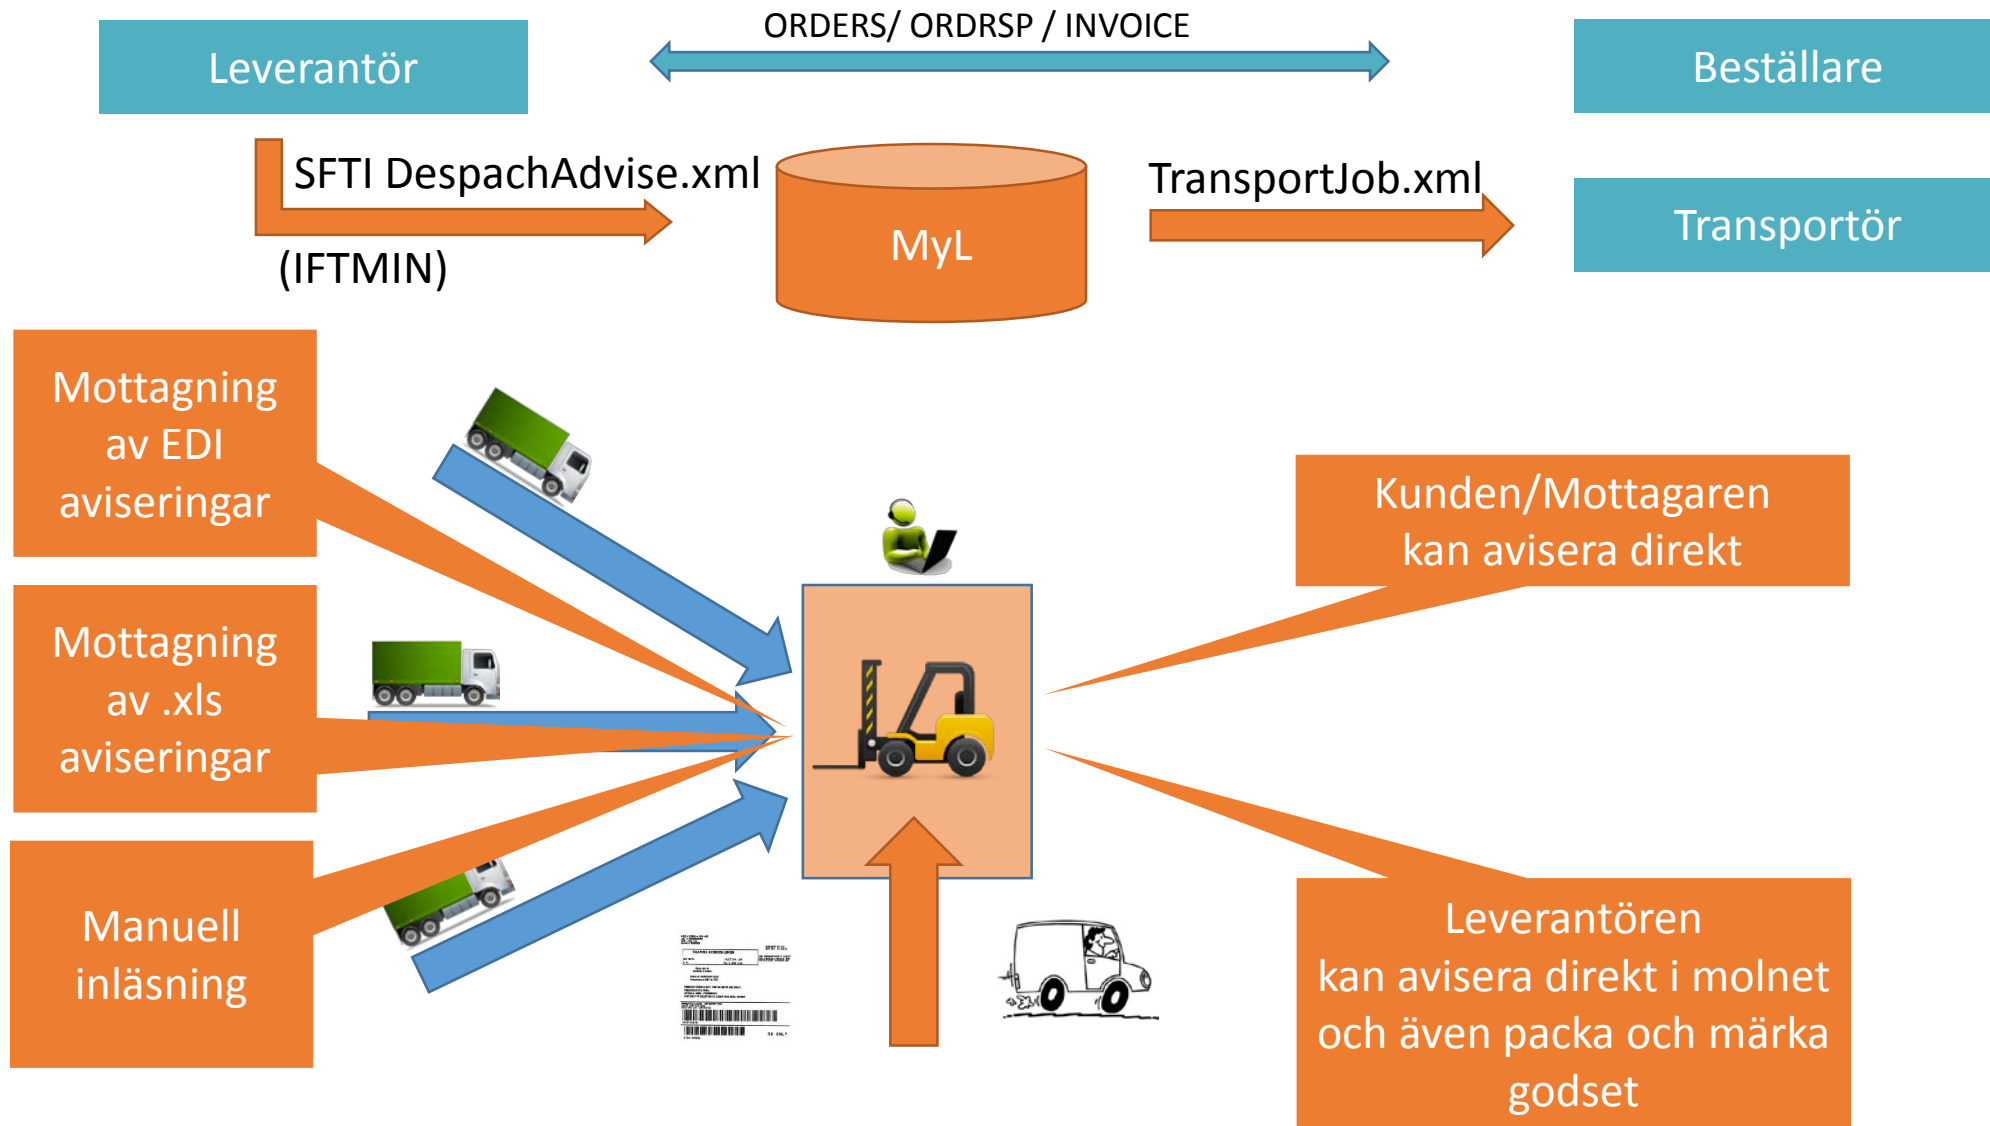 ORDERS/ ORDRSP / INVOICE
Leverantör
Beställare
SFTI DespachAdvise.xml
TransportJob.xml
MyL
Transportör
(IFTMIN)
Mottagning
av EDI
aviseringar
Kunden/Mottagaren
kan avisera direkt
Mottagning
av .xls
aviseringar
Manuell
inläsning
Leverantören
kan avisera direkt i molnet
och även packa och märka
godset